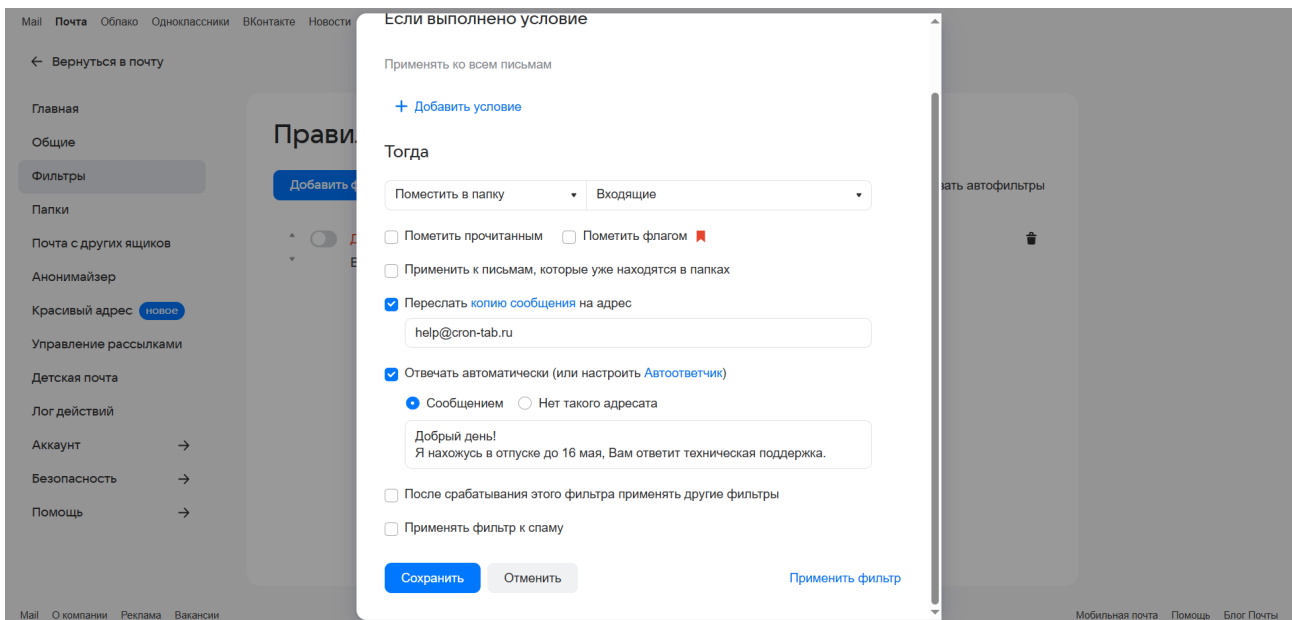 Mail Почта Облако Одноклассники ВКонтакте Новости
Вернуться в почту
Главная
Общие
Фильтры
Папки
Почта с других ящиков
Анонимайзер
Красивый адрес новое
Управление рассылками
Детская почта
Лог действий
Аккаунт
Безопасность
Помощь
Прави
Добавить ф
вать автофильтры
Если выполнено условие
Применять ко всем письмам
+ Добавить условие
Тогда
Поместить в папку Входящие
Пометить прочитанным Пометить флагом
Применить к письмам, которые уже находятся в папках
Переслать копию сообщения на адрес
help@cron-tab.ru
Отвечать автоматически (или настроить Автоответчик)
Сообщением Нет такого адресата
Добрый день!
Я нахожусь в отпуске до 16 мая, Вам ответит техническая поддержка.
После срабатывания этого фильтра применять другие фильтры
Применять фильтр к спаму
Сохранить Отменить Применить фильтр
Mail О компании Реклама Вакансии
Мобильная почта Помощь Блог Почты